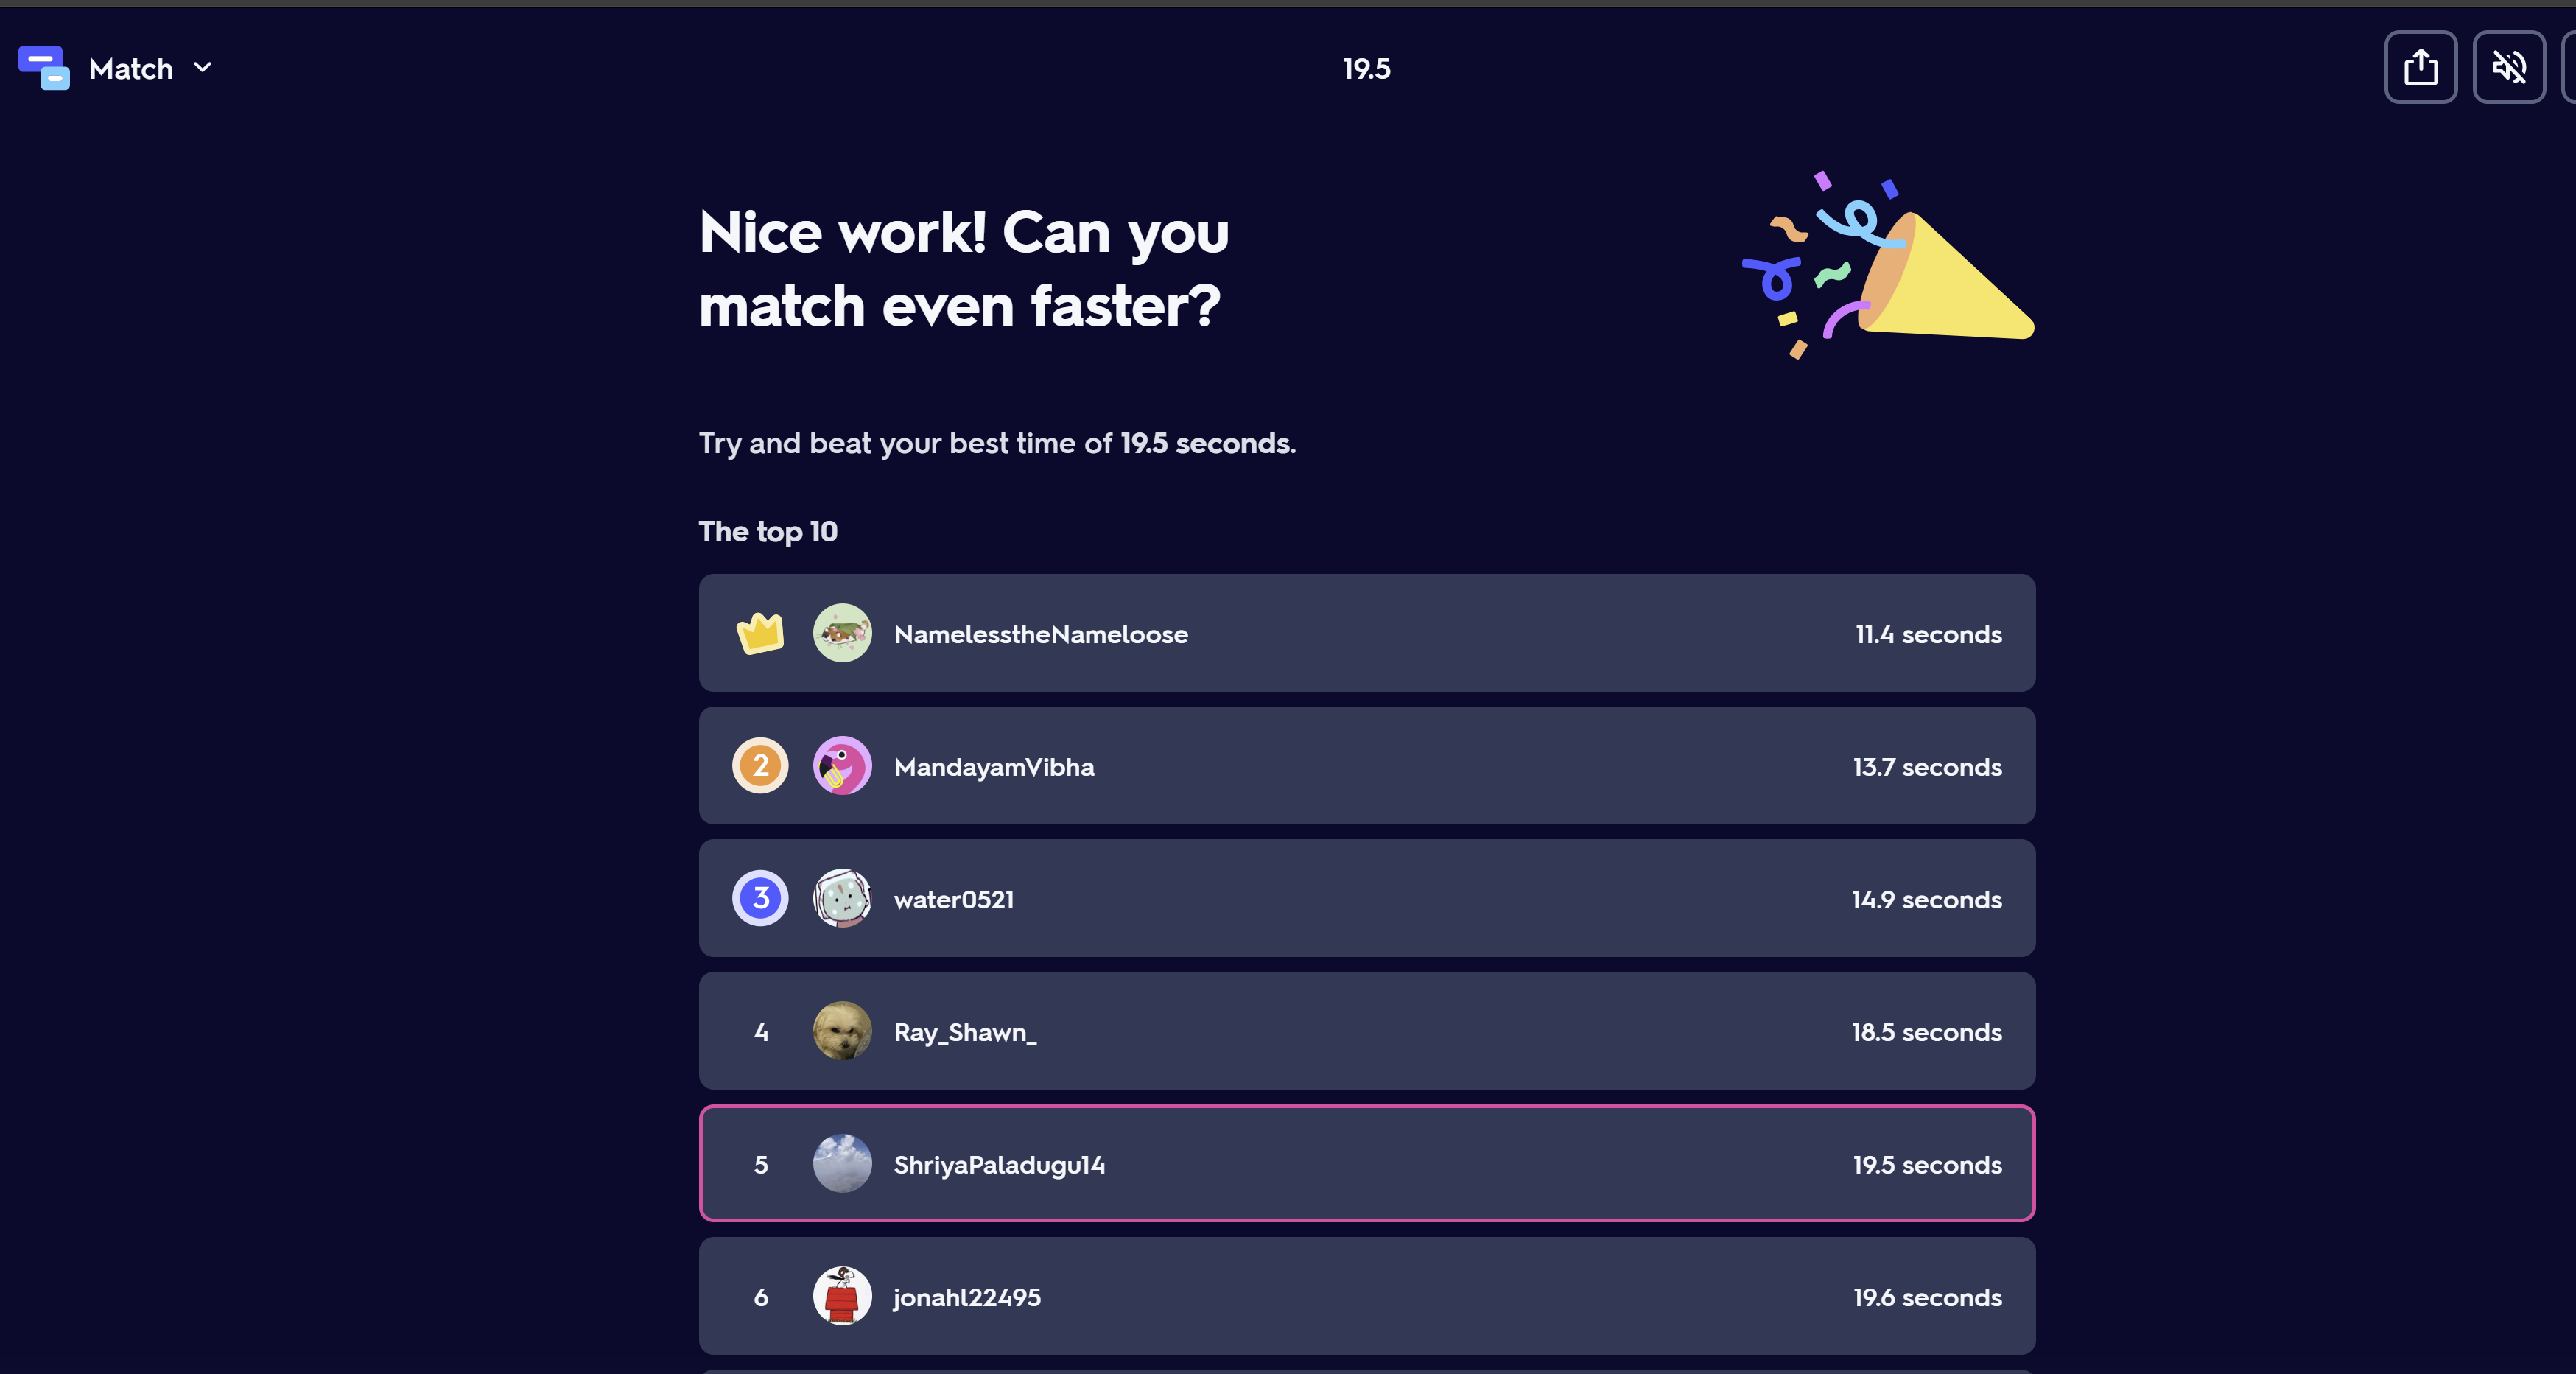 Match
19.5
Nice work! Can you
match even faster?
Try and beat your best time of 19.5 seconds.
The top 10
NamelesstheNameloose
11.4 seconds
2
MandayamVibha
13.7 seconds
3
water0521
14.9 seconds
4
Ray_Shawn_
18.5 seconds
5
ShriyaPaladugu14
19.5 seconds
6
jonahl22495
19.6 seconds